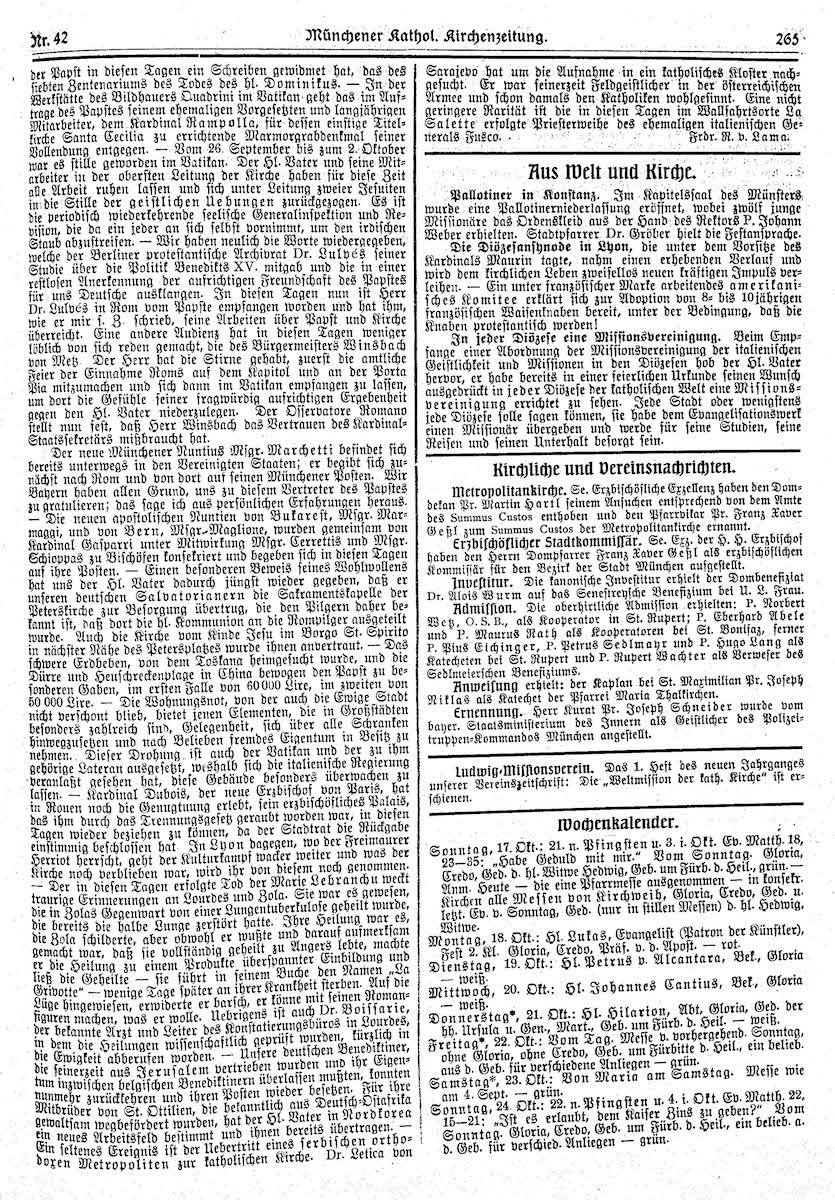 Nr. 42
Münchener Kathol. Kirchenzeitung.
265
der Papst in diesen Tagen ein Schreiben gewidmet hat, das des
siebten Zentenariums des Todes des hl. Dominikus. — In der
Werkstätte des Bildhauers Quadrini im Vatikan geht das im Auf-
trage des Papstes seinem ehemaligen Vorgesetzten und langjährigen
Mitarbeiter, dem Kardinal Rampolla, für dessen einstige Titel-
kirche Santa Cecilia zu errichtende Marmorgrabdenkmal seiner
Vollendung entgegen. — Vom 26. September bis zum 2. Oktober
war es stille geworden im Vatikan. Der Hl. Vater und seine Mit-
arbeiter in der obersten Leitung der Kirche haben für diese Zeit
alle Arbeit ruhen lassen und sich unter Leitung zweier Jesuiten
in die Stille der geistlichen Uebungen zurückgezogen. Es ist
die periodisch wiederkehrende seelische Generalinspektion und Re-
vision, die da ein jeder an sich selbst vornimmt, um den irdischen
Staub abzustreifen. — Wir haben neulich die Worte wiedergegeben,
welche der Berliner protestantische Archivrat Dr. Lulvés seiner
Studie über die Politik Benedikts XV. mitgab und die in einer
restlosen Anerkennung der aufrichtigen Freundschaft des Papstes
für uns Deutsche ausklangen. In diesen Tagen nun ist Herr
Dr. Lulvés in Rom vom Papste empfangen worden und hat ihm,
wie er mir s. Z. schrieb, seine Arbeiten über Papst und Kirche
überreicht. Eine andere Audienz hat in diesen Tagen weniger
löblich von sich reden gemacht, die des Bürgermeisters Winsbach
von Metz. Der Herr hat die Stirne gehabt, zuerst die amtliche
Feier der Einnahme Roms auf dem Kapitol und an der Porta
Pia mitzumachen und sich dann im Vatikan empfangen zu lassen,
um dort die Gefühle seiner fragwürdig aufrichtigen Ergebenheit
gegen den Hl. Vater niederzulegen. Der Osservatore Romano
stellt nun fest, daß Herr Winsbach das Vertrauen des Kardinal-
Staatssekretärs mißbraucht hat.
Der neue Münchener Nuntius Msgr. Marchetti befindet sich
bereits unterwegs in den Vereinigten Staaten; er begibt sich zu-
nächst nach Rom und von dort auf seinen Münchener Posten. Wir
Bayern haben allen Grund, uns zu diesem Vertreter des Papstes
zu gratulieren; das sage ich aus persönlichen Erfahrungen heraus.
— Die neuen apostolischen Nuntien von Bukarest, Msgr. Mar-
maggi, und von Bern, Msgr. Maglione, wurden gemeinsam von
Kardinal Gasparri unter Mitwirkung Msgr. Cerrettis und Msgr.
Schioppas zu Bischöfen konsekriert und begeben sich in diesen Tagen
auf ihre Posten. — Einen besonderen Beweis seines Wohlwollens
hat uns der Hl. Vater dadurch jüngst wieder gegeben, daß er
unseren deutschen Salvatorianern die Sakramentskapelle der
Peterskirche zur Besorgung übertrug, die den Pilgern daher be-
kannt ist, daß dort die hl. Kommunion an die Rompilger ausgeteilt
wurde. Auch die Kirche vom Kinde Jesu im Borgo St. Spirito
in nächster Nähe des Petersplatzes wurde ihnen anvertraut. — Das
schwere Erdbeben, von dem Toskana heimgesucht wurde, und die
Dürre und Heuschreckenplage in China bewogen den Papst zu be-
sonderen Gaben, im ersten Falle von 60 000 Lire, im zweiten von
50 000 Lire. — Die Wohnungsnot, von der auch die Ewige Stadt
nicht verschont blieb, bietet jenen Elementen, die in Großstädten
besonders zahlreich sind, Gelegenheit, sich über alle Schranken
hinwegzusetzen und nach Belieben fremdes Eigentum in Besitz zu
nehmen. Dieser Drohung ist auch der Vatikan und der zu ihm
gehörige Lateran ausgesetzt, weshalb sich die italienische Regierung
veranlaßt gesehen hat, diese Gebäude besonders überwachen zu
lassen. — Kardinal Dubois, der neue Erzbischof von Paris, hat
in Rouen noch die Genugtuung erlebt, sein erzbischöfliches Palais,
das ihm durch das Trennungsgesetz geraubt worden war, in diesen
Tagen wieder beziehen zu können, da der Stadtrat die Rückgabe
einstimmig beschlossen hat. In Lyon dagegen, wo der Freimaurer
Herriot herrscht, geht der Kulturkampf wacker weiter und was der
Kirche noch verblieben war, wird ihr von diesem noch genommen.
— Der in diesen Tagen erfolgte Tod der Marie Lebranchu weckt
traurige Erinnerungen an Lourdes und Zola. Sie war es gewesen,
die in Zolas Gegenwart von einer Lungentuberkulose geheilt wurde,
die bereits die halbe Lunge zerstört hatte. Ihre Heilung war es,
die Zola schilderte, aber obwohl er wußte und darauf aufmerksam
gemacht war, daß sie vollständig geheilt zu Angers lebte, machte
er die Heilung zu einem Produkte überspannter Einbildung und
ließ die Geheilte — sie führt in seinem Buche den Namen „La
Grivotte“ — wenige Tage später an ihrer Krankheit sterben. Auf die
Lüge hingewiesen, erwiderte er barsch, er könne mit seinen Roman-
figuren machen, was er wolle. Uebrigens ist auch Dr. Boissarie,
der bekannte Arzt und Leiter des Konstatierungsbüros in Lourdes,
in dem die Heilungen wissenschaftlich geprüft wurden, kürzlich in
die Ewigkeit abberufen worden. — Unsere deutschen Benediktiner,
die seinerzeit aus Jerusalem vertrieben wurden und ihr Eigen-
tum inzwischen belgischen Benediktinern überlassen mußten, konnten
nunmehr zurückkehren und ihren Posten wieder besetzen. Für ihre
Mitbrüder von St. Ottilien, die bekanntlich aus Deutsch-Ostafrika
gewaltsam wegbefördert wurden, hat der Hl. Vater in Nordkorea
ein neues Arbeitsfeld bestimmt und ihnen bereits übertragen. —
Ein seltenes Ereignis ist der Uebertritt eines serbischen ortho-
doxen Metropoliten zur katholischen Kirche. Dr. Letica von
Sarajevo hat um die Aufnahme in ein katholisches Kloster nach-
gesucht. Er war seinerzeit Feldgeistlicher in der österreichischen
Armee und schon damals den Katholiken wohlgesinnt. Eine nicht
geringere Rarität ist die in diesen Tagen im Wallfahrtsorte La
Salette erfolgte Priesterweihe des ehemaligen italienischen Ge-
nerals Fusco. Frdr. R. v. Lama.
Aus Welt und Kirche.
Pallotiner in Konstanz. Im Kapitelsaal des Münsters
wurde eine Pallotinerniederlassung eröffnet, wobei zwölf junge
Missionäre das Ordenskleid aus der Hand des Rektors P. Johann
Weber erhielten. Stadtpfarrer Dr. Gröber hielt die Festansprache.
Die Diözesansynode in Lyon, die unter dem Vorsitze des
Kardinals Maurin tagte, nahm einen erhebenden Verlauf und
wird dem kirchlichen Leben zweifellos neuen kräftigen Impuls ver-
leihen. — Ein unter französischer Marke arbeitendes amerikani-
sches Komitee erklärt sich zur Adoption von 8- bis 10jährigen
französischen Waisenknaben bereit, unter der Bedingung, daß die
Knaben protestantisch werden!
In jeder Diözese eine Missionsvereinigung. Beim Emp-
fange einer Abordnung der Missionsvereinigung der italienischen
Geistlichkeit und Missionen in den Diözesen hob der Hl. Vater
hervor, er habe bereits in einer feierlichen Urkunde seinen Wunsch
ausgedrückt in jeder Diözese der katholischen Welt eine Missions-
vereinigung errichtet zu sehen. Jede Stadt oder wenigstens
jede Diözese solle sagen können, sie habe dem Evangelisationswerk
einen Missionär übergeben und werde für seine Studien, seine
Reisen und seinen Unterhalt besorgt sein.
Kirchliche und Vereinsnachrichten.
Metropolitankirche. Se. Erzbischöfliche Exzellenz haben den Dom-
dekan Pr. Martin Hartl seinem Ansuchen entsprechend von dem Amte
des Summus Custos enthoben und den Pfarrvikar Pr. Franz Xaver
Geßl zum Summus Custos der Metropolitankirche ernannt.
Erzbischöflicher Stadtkommissär. Se. Exz. der H. H. Erzbischof
haben den Herrn Dompfarrer Franz Xaver Geßl als erzbischöflichen
Kommissär für den Bezirk der Stadt München aufgestellt.
Investitur. Die kanonische Investitur erhielt der Dombenefiziat
Dr. Alois Wurm auf das Senestreysche Benefizium bei U. L. Frau.
Admission. Die oberhirtliche Admission erhielten: P. Norbert
Wetz, O. S. B., als Kooperator in St. Rupert; P. Eberhard Abele
und P. Maurus Rath als Kooperatoren bei St. Bonifaz, ferner
P. Pius Eichinger, P. Petrus Sedlmayr und P. Hugo Lang als
Katecheten bei St. Rupert und P. Rupert Wachter als Verweser des
Sedlmeierschen Benefiziums.
Anweisung erhielt: der Kaplan bei St. Maximilian Pr. Joseph
Niklas als Katechet der Pfarrei Maria Thalkirchen.
Ernennung. Herr Kurat Pr. Joseph Schneider wurde vom
bayer. Staatsministerium des Innern als Geistlicher des Polizei-
truppen-Kommandos München angestellt.
Ludwig-Missionsverein. Das 1. Heft des neuen Jahrganges
unserer Vereinszeitschrift: Die „Weltmission der kath. Kirche“ ist er-
schienen.
Wochenkalender.
Sonntag, 17. Okt.: 21. n. Pfingsten u. 3. i. Okt. Ev. Matth. 18,
23—35: „Habe Geduld mit mir.“ Vom Sonntag. Gloria,
Credo, Ged. d. hl. Witwe Hedwig, Geb. um Fürb. d. Heil., grün. —
Anm. Heute — die eine Pfarrmesse ausgenommen — in konsekr.
Kirchen alle Messen von Kirchweih, Gloria, Credo, Ged. u.
letzt. Ev. v. Sonntag, Ged. (nur in stillen Messen) d. hl. Hedwig,
Witwe.
Montag, 18. Okt.: Hl. Lukas, Evangelist (Patron der Künstler),
Fest 2. Kl. Gloria, Credo, Präf. v. d. Apost. — rot.
Dienstag, 19. Okt.: Hl. Petrus v. Alcantara, Bek., Gloria
— weiß.
Mittwoch, 20. Okt.: Hl. Johannes Cantius, Bek., Gloria
— weiß.
Donnerstag*, 21. Okt.: Hl. Hilarion, Abt, Gloria, Ged. der
hh. Ursula u. Gen., Mart., Geb. um Fürb. d. Heil. — weiß.
Freitag*, 22. Okt.: Vom Tag. Messe v. vorhergehend. Sonntag,
ohne Gloria, ohne Credo, Geb. um Fürbitte d. Heil., ein belieb.
aus d. Geb. für verschiedene Anliegen — grün.
Samstag*, 23. Okt.: Von Maria am Samstag. Messe wie
am 4. Sept. — grün.
Sonntag, 24. Okt.: 22. n. Pfingsten u. 4. i. Okt. Ev. Matth. 22,
15—21: „Ist es erlaubt, dem Kaiser Zins zu geben?“ Vom
Sonntag. Gloria, Credo, Geb. um Fürb. d. Heil., ein belieb. a.
d. Geb. für verschied. Anliegen — grün.